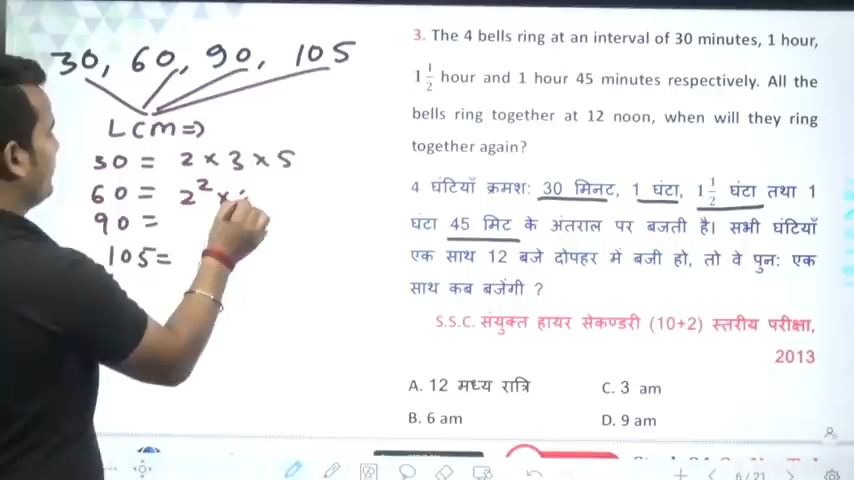 30, 60, 90, 105
LCM⇒
30 = 2 × 3 × 5
60 = 2² ×
90 =
105=
3. The 4 bells ring at an interval of 30 minutes, 1 hour,
1 1/2 hour and 1 hour 45 minutes respectively. All the
bells ring together at 12 noon, when will they ring
together again?
4 घंटियाँ क्रमशः 30 मिनट, 1 घंटा, 1 1/2 घंटा तथा 1
घंटा 45 मिट के अंतराल पर बजती है। सभी घंटियाँ
एक साथ 12 बजे दोपहर में बजी हो, तो वे पुनः एक
साथ कब बजेंगी ?
S.S.C. संयुक्त हायर सेकण्डरी (10+2) स्तरीय परीक्षा,
2013
A. 12 मध्य रात्रि
C. 3 am
B. 6 am
D. 9 am
6/21